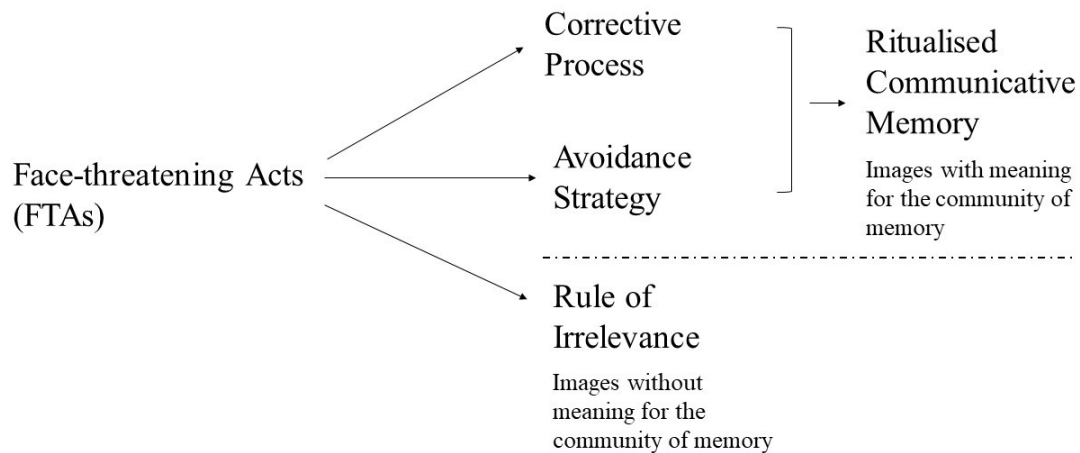 Face-threatening Acts
(FTAs)
Corrective
Process
Avoidance
Strategy
Ritualised
Communicative
Memory
Images with meaning
for the community of
memory
Rule of
Irrelevance
Images without
meaning for the
community of memory